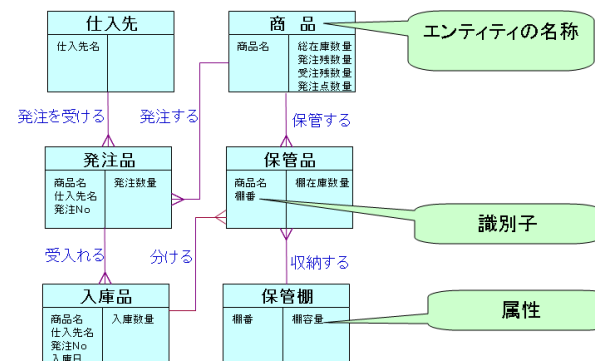 仕入先
仕入先名
商 品
商品名
総在庫数量
発注残数量
受注残数量
発注点数量
エンティティの名称
発注を受ける
発注する
保管する
発注品
商品名
仕入先名
発注No
発注数量
保管品
商品名
棚番
棚在庫数量
識別子
受入れる
分ける
収納する
入庫品
商品名
仕入先名
発注No
入庫日
入庫数量
保管棚
棚番
棚容量
属性